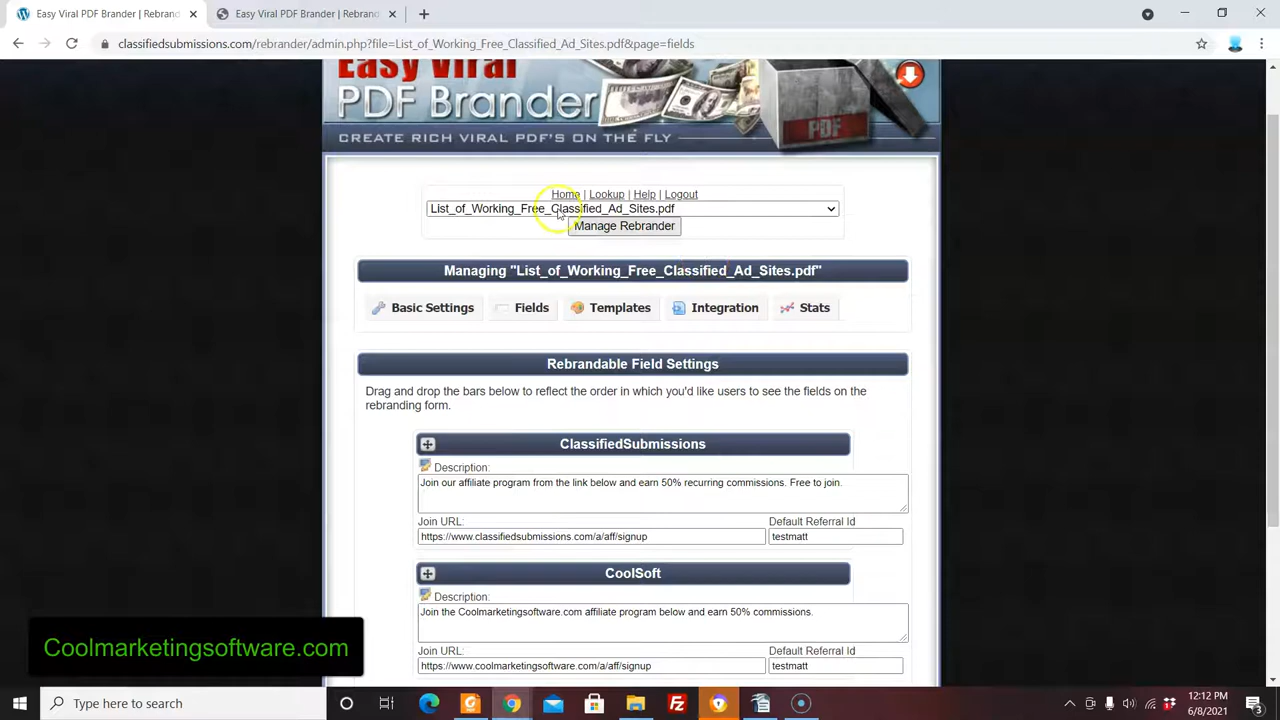 Easy Viral PDF Brander | Rebrand
Easy Viral PDF Brander | Rebrand
classifiedsubmissions.com/rebrander/admin.php?file=List_of_Working_Free_Classified_Ad_Sites.pdf&page=fields
Easy Viral
PDF Brander
PDF
CREATE RICH VIRAL PDF'S ON THE FLY
Home | Lookup | Help | Logout
List_of_Working_Free_Classified_Ad_Sites.pdf
Manage Rebrander
Managing "List_of_Working_Free_Classified_Ad_Sites.pdf"
Basic Settings Fields Templates Integration Stats
Rebrandable Field Settings
Drag and drop the bars below to reflect the order in which you'd like users to see the fields on the
rebranding form.
ClassifiedSubmissions
Description:
Join our affiliate program from the link below and earn 50% recurring commissions. Free to join.
Join URL: Default Referral Id
https://www.classifiedsubmissions.com/a/aff/signup testmatt
CoolSoft
Description:
Join the Coolmarketingsoftware.com affiliate program below and earn 50% commissions.
Join URL: Default Referral Id
https://www.coolmarketingsoftware.com/a/aff/signup testmatt
Coolmarketingsoftware.com
Type here to search
12:12 PM
6/8/2021
3